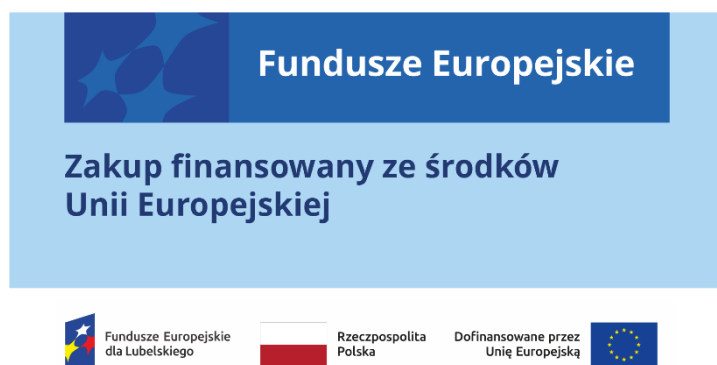 Fundusze Europejskie
Zakup finansowany ze środków
Unii Europejskiej
Fundusze Europejskie
dla Lubelskiego
Rzeczpospolita
Polska
Dofinansowane przez
Unię Europejską